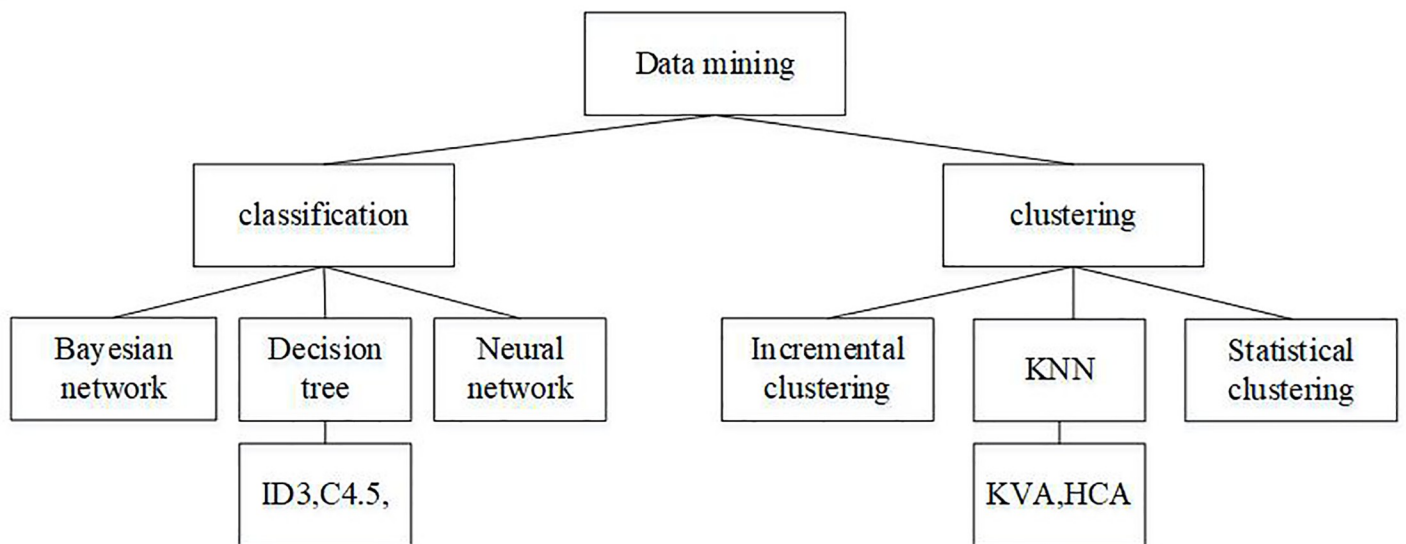 Data mining
classification
clustering
Bayesian
network
Decision
tree
Neural
network
Incremental
clustering
KNN
Statistical
clustering
ID3,C4.5,
KVA,HCA